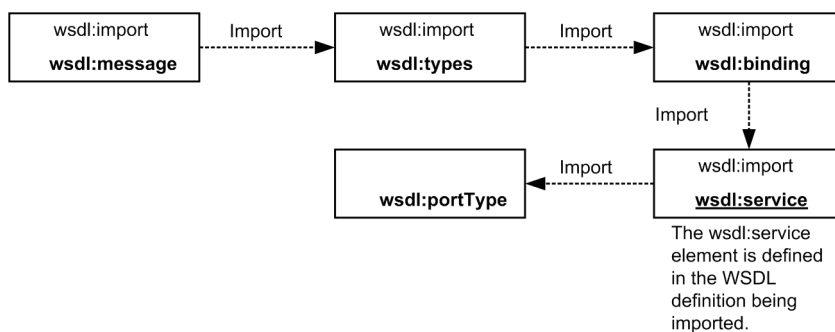 wsdl:import
wsdl:message
Import
wsdl:import
wsdl:types
Import
wsdl:import
wsdl:binding
Import
wsdl:import
wsdl:service
Import
wsdl:portType
The wsdl:service
element is defined
in the WSDL
definition being
imported.